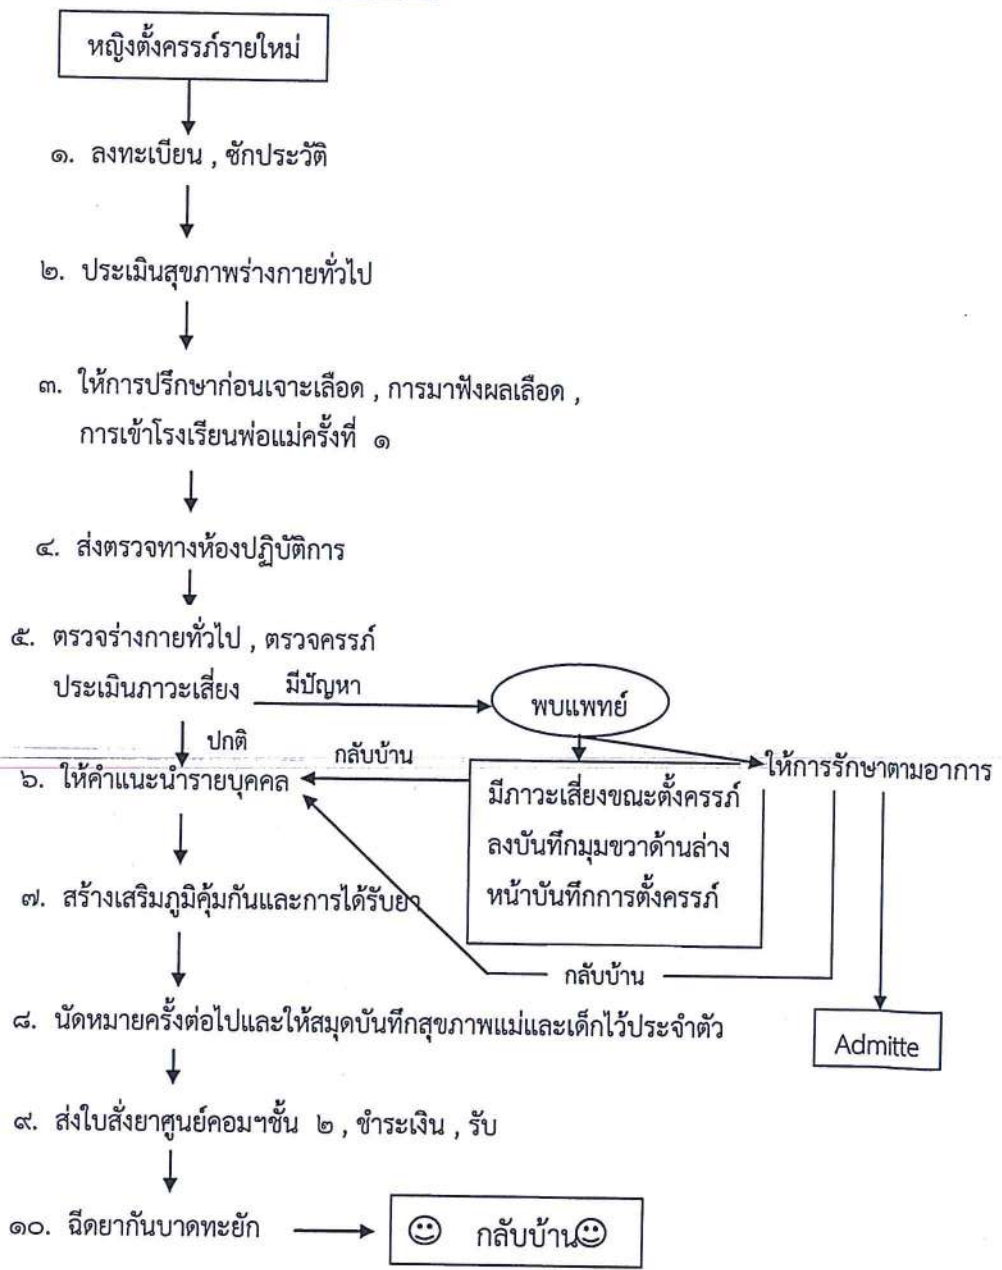 หญิงตั้งครรภ์รายใหม่
๑. ลงทะเบียน , ซักประวัติ
๒. ประเมินสุขภาพร่างกายทั่วไป
๓. ให้การปรึกษาก่อนเจาะเลือด , การมาฟังผลเลือด ,
การเข้าโรงเรียนพ่อแม่ครั้งที่ ๑
๔. ส่งตรวจทางห้องปฏิบัติการ
๕. ตรวจร่างกายทั่วไป , ตรวจครรภ์
ประเมินภาวะเสี่ยง
มีปัญหา
พบแพทย์
ปกติ
กลับบ้าน
ให้การรักษาตามอาการ
๖. ให้คำแนะนำรายบุคคล
มีภาวะเสี่ยงขณะตั้งครรภ์
ลงบันทึกมุมขวาด้านล่าง
หน้าบันทึกการตั้งครรภ์
๗. สร้างเสริมภูมิคุ้มกันและการได้รับยา
กลับบ้าน
๘. นัดหมายครั้งต่อไปและให้สมุดบันทึกสุขภาพแม่และเด็กไว้ประจำตัว
Admitte
๙. ส่งใบสั่งยาศูนย์คอมฯชั้น ๒ , ชำระเงิน , รับ
๑๐. ฉีดยากันบาดทะยัก
☺ กลับบ้าน☺